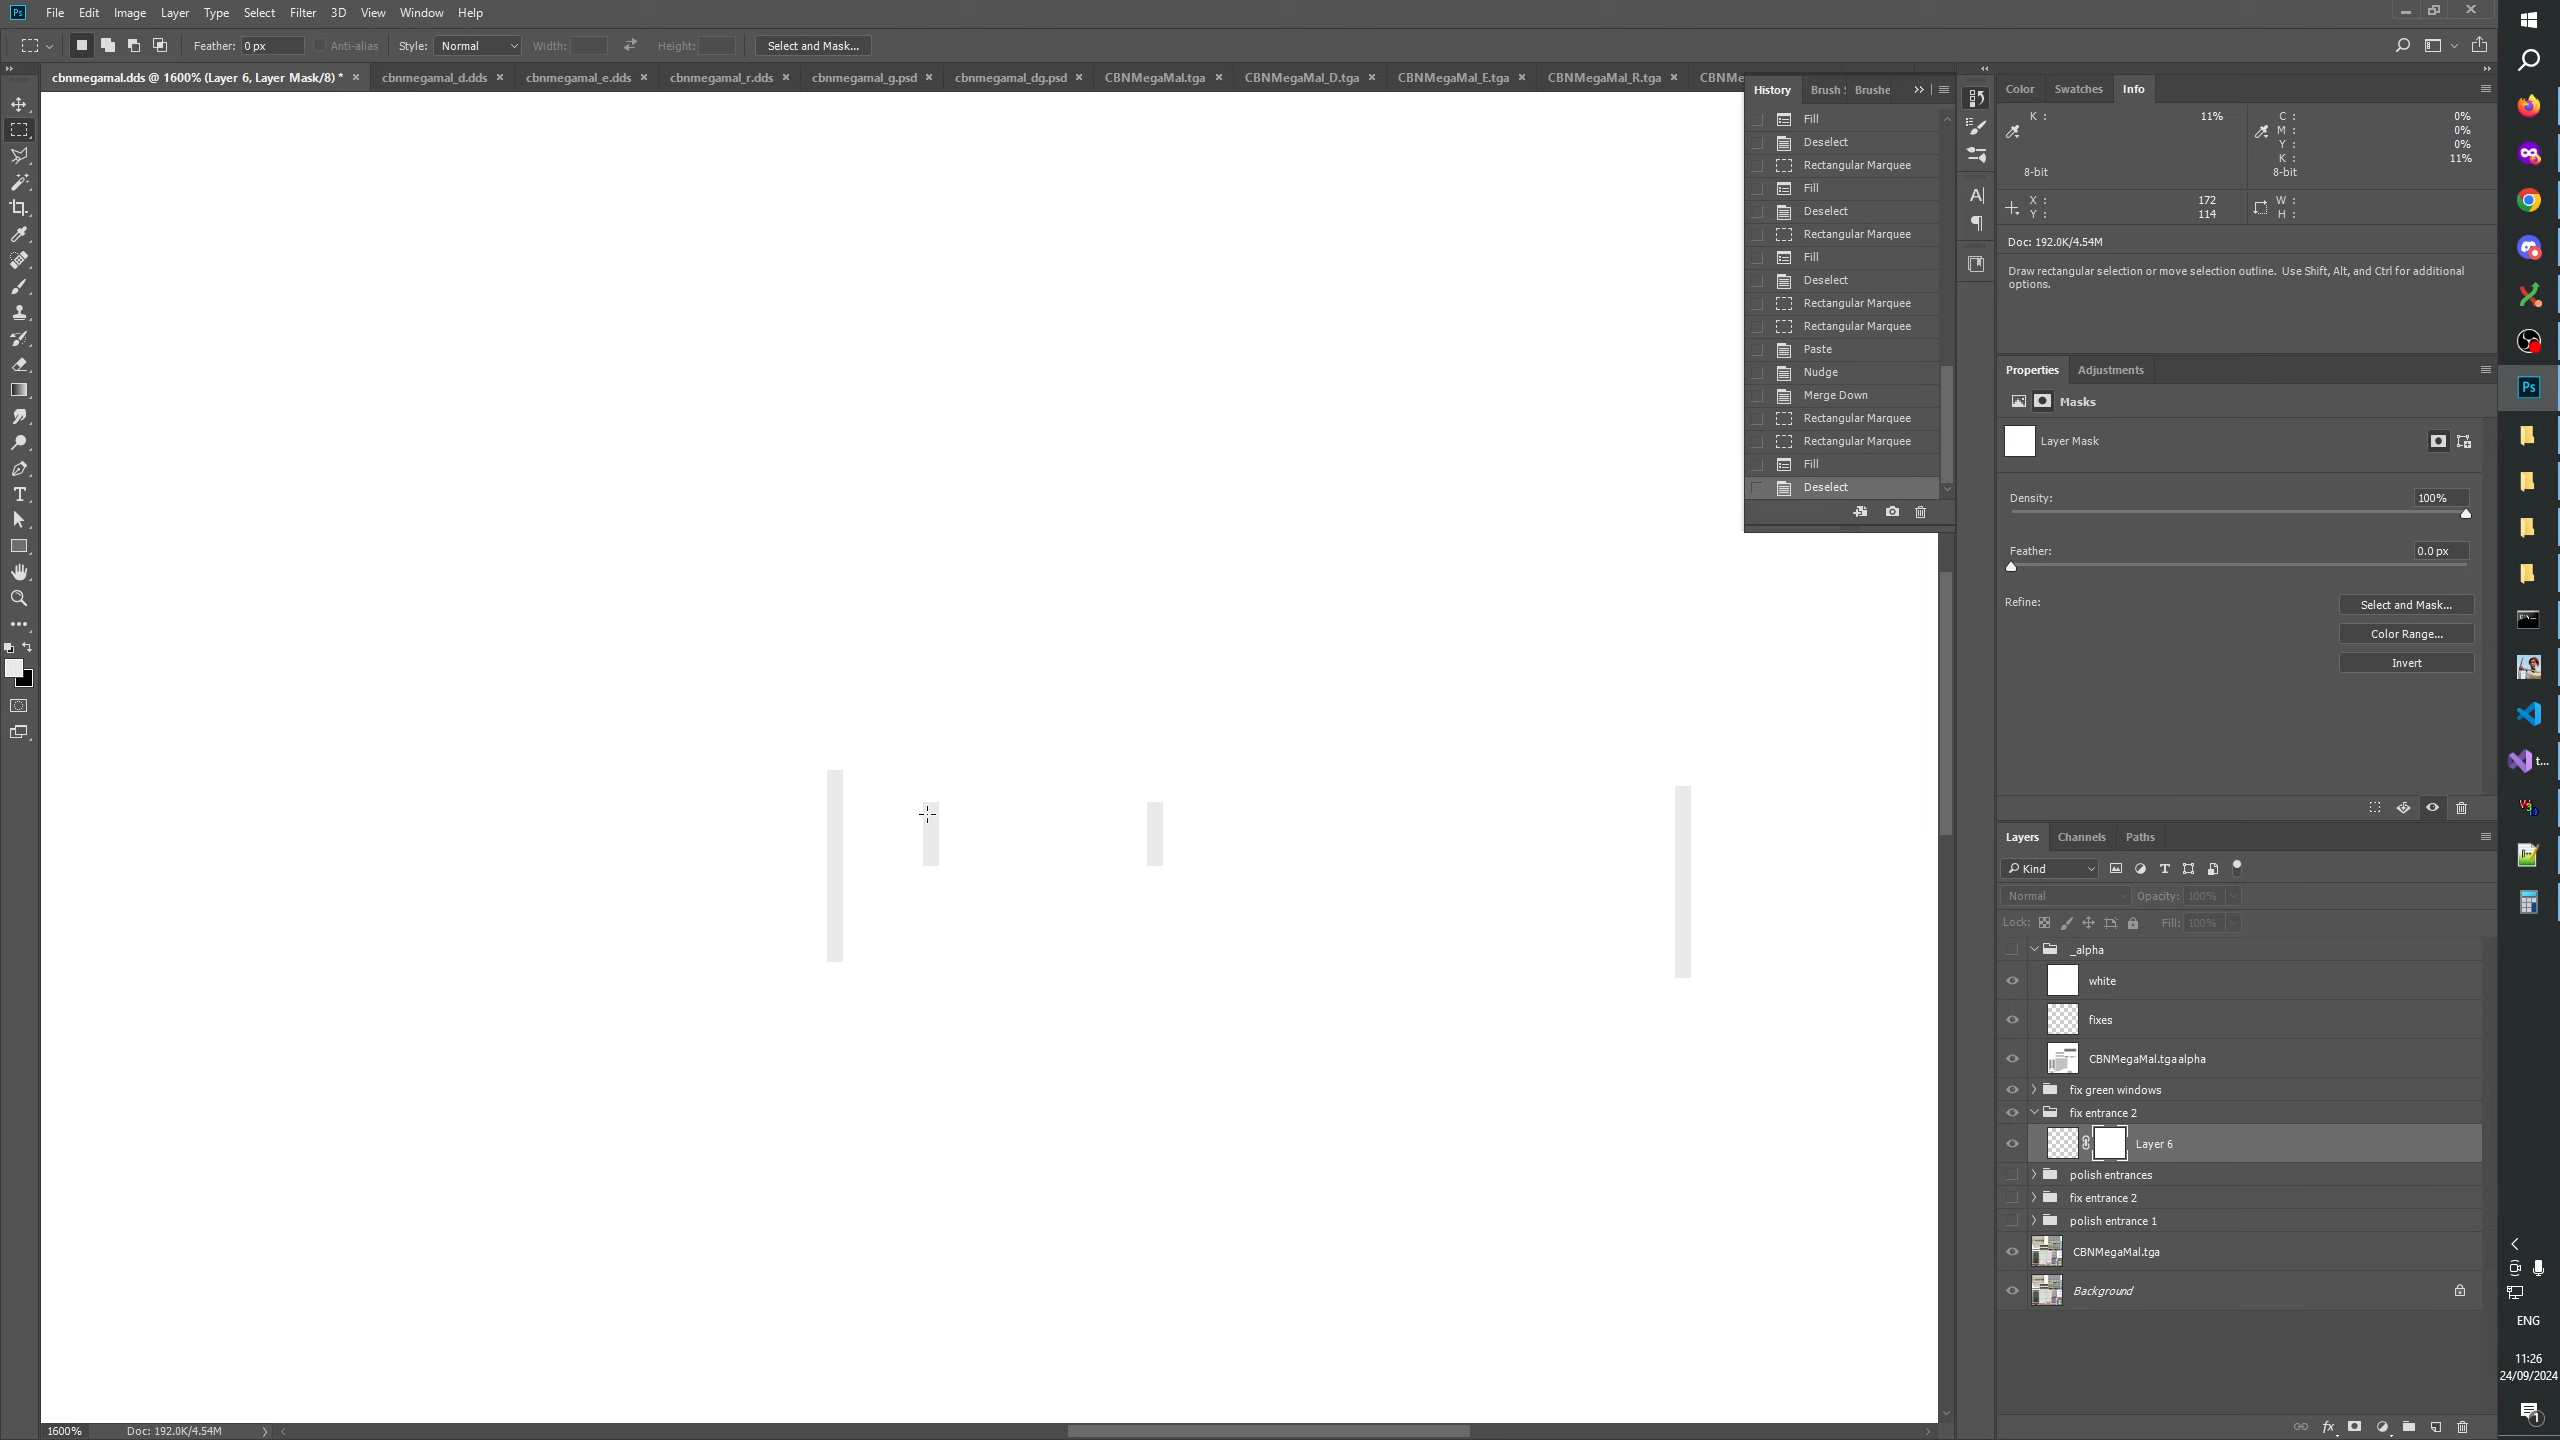 Ps File Edit Image Layer Type Select Filter 3D View Window Help
Feather: 0 px Anti-alias Style: Normal Width: Height: Select and Mask...
cbnmegamal.dds @ 1600% (Layer 6, Layer Mask/8) * cbnmegamal_d.dds cbnmegamal_e.dds cbnmegamal_r.dds cbnmegamal_g.psd cbnmegamal_dg.psd CBNMegaMal.tga CBNMegaMal_D.tga CBNMegaMal_E.tga CBNMegaMal_R.tga CBNMe
History Brush Brushe
Fill
Deselect
Rectangular Marquee
Fill
Deselect
Rectangular Marquee
Fill
Deselect
Rectangular Marquee
Rectangular Marquee
Paste
Nudge
Merge Down
Rectangular Marquee
Rectangular Marquee
Fill
Deselect
Color Swatches Info
K : 11% C : 0%
M : 0%
Y : 0%
K : 11%
8-bit 8-bit
X : 172 W :
Y : 114 H :
Doc: 192.0K/4.54M
Draw rectangular selection or move selection outline. Use Shift, Alt, and Ctrl for additional
options.
Properties Adjustments
Masks
Layer Mask
Density: 100%
Feather: 0.0 px
Refine: Select and Mask...
Color Range...
Invert
Layers Channels Paths
Kind
Normal Opacity: 100%
Lock: Fill: 100%
_alpha
white
fixes
CBNMegaMal.tga alpha
fix green windows
fix entrance 2
Layer 6
polish entrances
fix entrance 2
polish entrance 1
CBNMegaMal.tga
Background
1600% Doc: 192.0K/4.54M
Ps
t...
ENG
11:26
24/09/2024
1